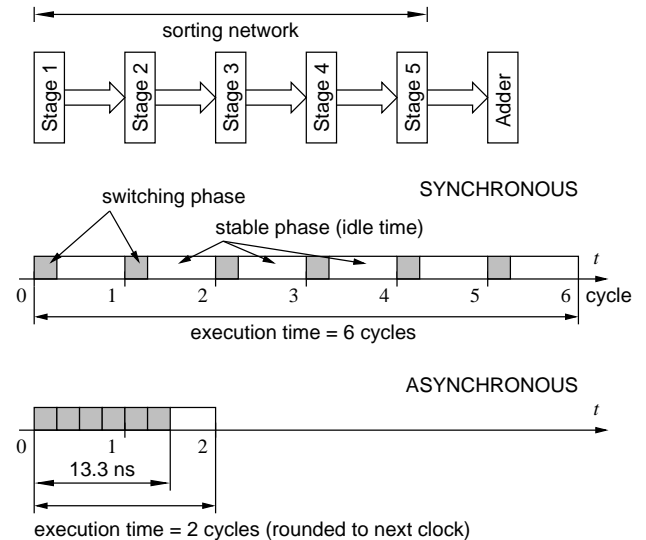 sorting network
Stage 1
Stage 2
Stage 3
Stage 4
Stage 5
Adder
SYNCHRONOUS
switching phase
stable phase (idle time)
t
0 1 2 3 4 5 6 cycle
execution time = 6 cycles
ASYNCHRONOUS
t
0 1 2
13.3 ns
execution time = 2 cycles (rounded to next clock)